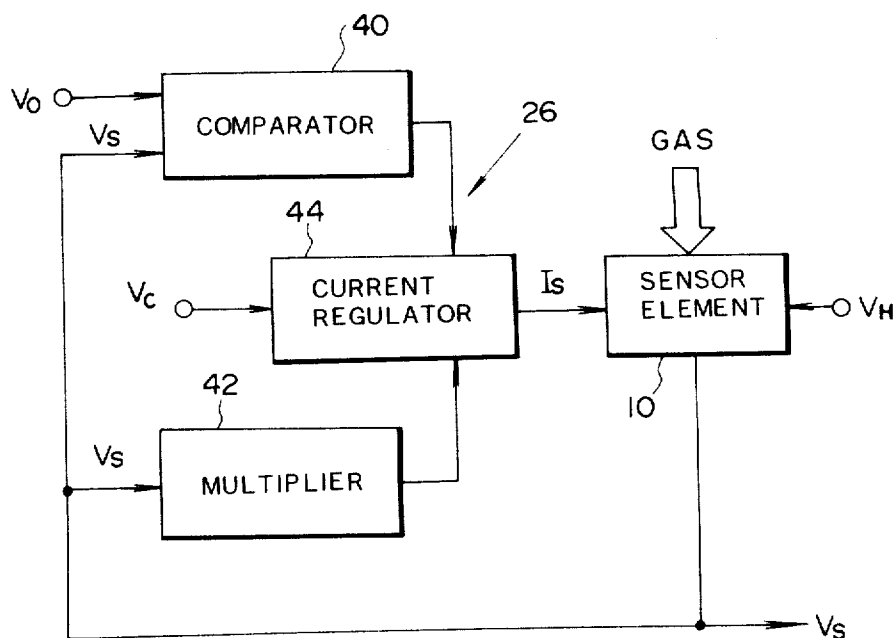 40
V₀
COMPARATOR
Vs
26
GAS
44
Vc
CURRENT
REGULATOR
Is
SENSOR
ELEMENT
VH
42
10
Vs
MULTIPLIER
Vs